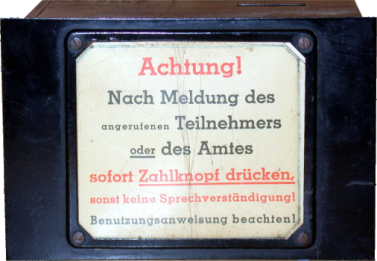 Achtung!
Nach Meldung des
angerufenen Teilnehmers
oder des Amtes
sofort Zahlknopf drücken,
sonst keine Sprechverständigung!
Benutzungsanweisung beachten!